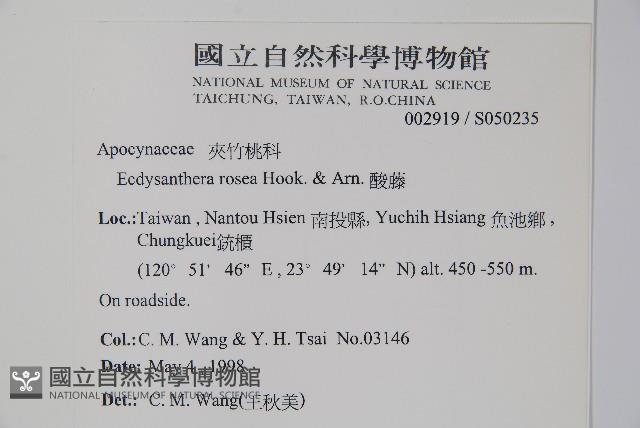 國立自然科學博物館
NATIONAL MUSEUM OF NATURAL SCIENCE
TAICHUNG, TAIWAN, R.O.CHINA
002919 / S050235
Apocynaceae 夾竹桃科
Ecdysanthera rosea Hook. & Arn. 酸藤
Loc.:Taiwan , Nantou Hsien 南投縣, Yuchih Hsiang 魚池鄉 ,
Chungkuei銃櫃
(120° 51' 46” E , 23° 49' 14” N) alt. 450 -550 m.
On roadside.
Col.:C. M. Wang & Y. H. Tsai No.03146
Date: May 4, 1998
國立自然科學博物館
NATIONAL MUSEUM OF NATURAL SCIENCE
Det.: C. M. Wang(王秋美)